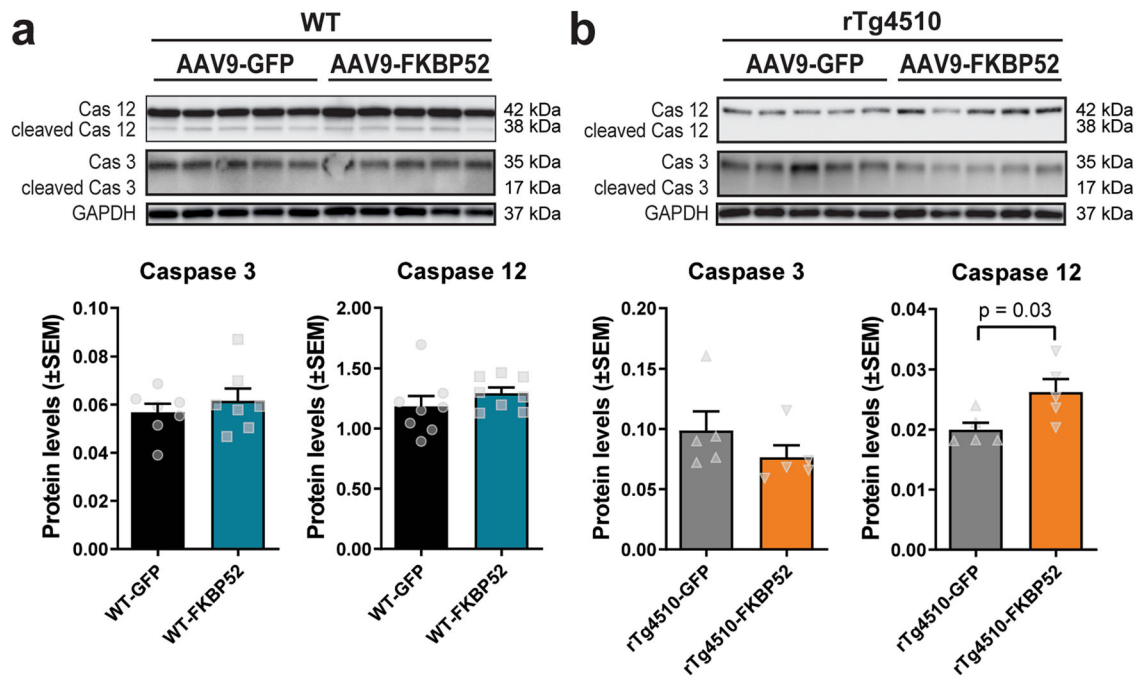 a
WT
AAV9-GFP AAV9-FKBP52
Cas 12 42 kDa
cleaved Cas 12 38 kDa
Cas 3 35 kDa
cleaved Cas 3 17 kDa
GAPDH 37 kDa
b
rTg4510
AAV9-GFP AAV9-FKBP52
Cas 12 42 kDa
cleaved Cas 12 38 kDa
Cas 3 35 kDa
cleaved Cas 3 17 kDa
GAPDH 37 kDa
Caspase 3
Protein levels (±SEM)
0.10
0.08
0.06
0.04
0.02
0.00
WT-GFP
WT-FKBP52
Caspase 12
Protein levels (±SEM)
2.00
1.50
1.00
0.50
0.00
WT-GFP
WT-FKBP52
Caspase 3
Protein levels (±SEM)
0.20
0.15
0.10
0.05
0.00
rTg4510-GFP
rTg4510-FKBP52
Caspase 12
p = 0.03
Protein levels (±SEM)
0.04
0.03
0.02
0.01
0.00
rTg4510-GFP
rTg4510-FKBP52